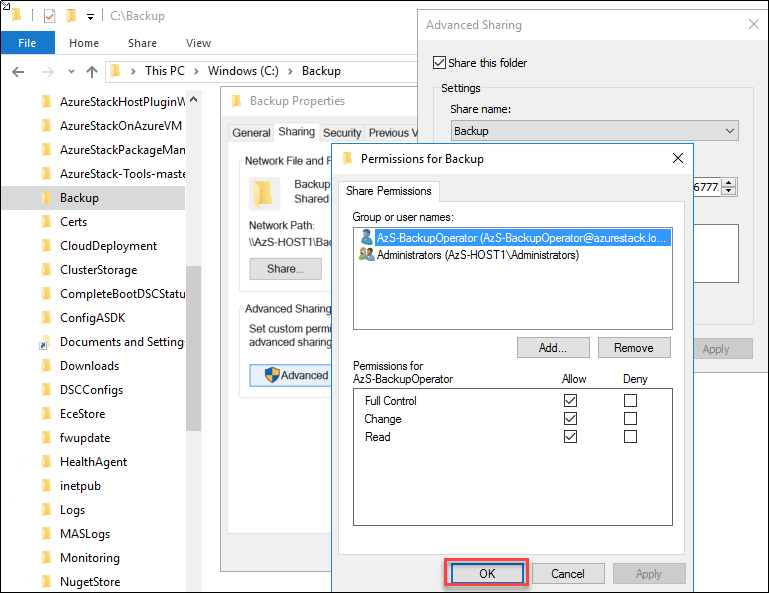 C:\Backup
File
Home
Share
View
This PC
Windows (C:)
Backup
AzureStackHostPluginW
AzureStackOnAzureVM
AzureStackPackageMan
AzureStack-Tools-maste
Backup
Certs
CloudDeployment
ClusterStorage
CompleteBootDSCStatu
ConfigASDK
Documents and Setting
Downloads
DSCConfigs
EceStore
fwupdate
HealthAgent
inetpub
Logs
MASLogs
Monitoring
NugetStore
Backup Properties
General
Sharing
Security
Previous V
Network File and F
Backup
Shared
Network Path:
\\AzS-HOST1\Bac
Share...
Advanced Sharing
Set custom permi
advanced sharing
Advanced
Advanced Sharing
Share this folder
Settings
Share name:
Backup
6777
Apply
Permissions for Backup
Share Permissions
Group or user names:
AzS-BackupOperator (AzS-BackupOperator@azurestack.lo...
Administrators (AzS-HOST1\Administrators)
Add...
Remove
Permissions for
AzS-BackupOperator
Allow
Deny
Full Control
Change
Read
OK
Cancel
Apply